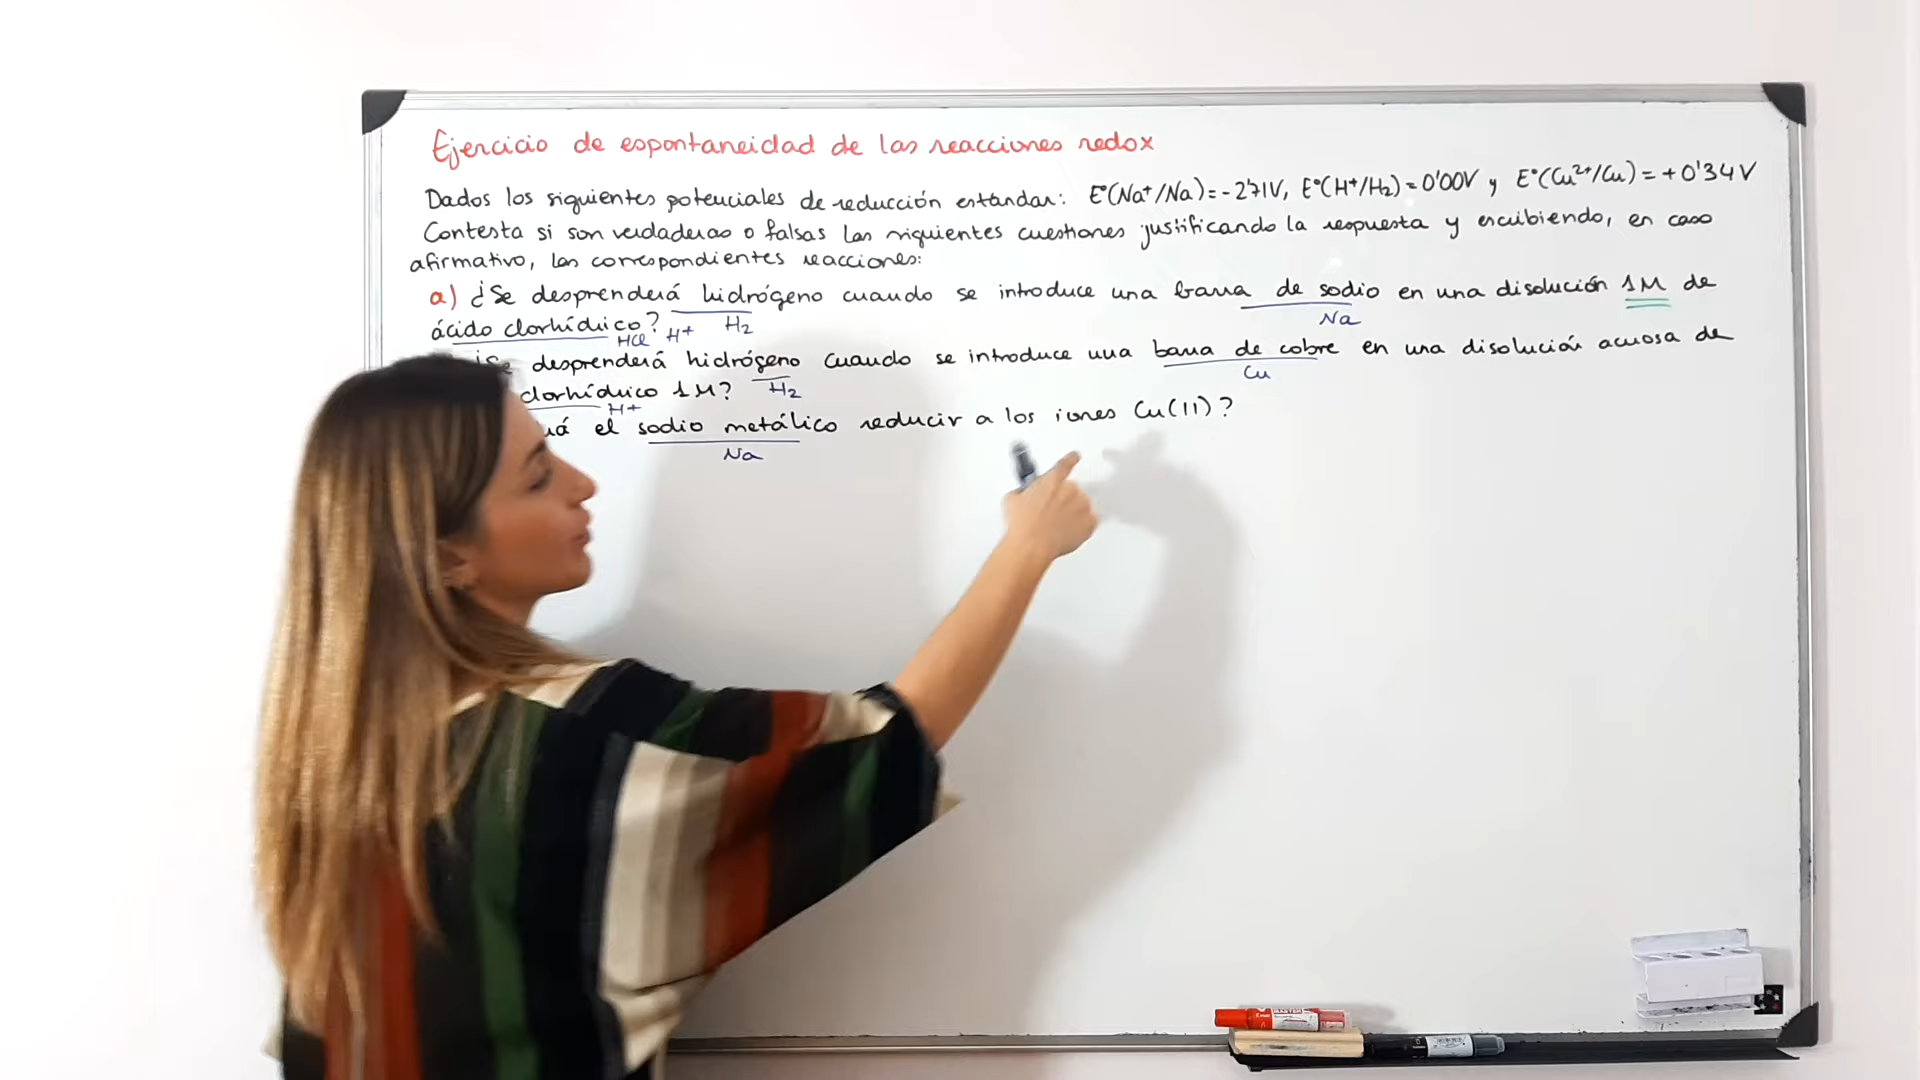 Ejercicio de espontaneidad de las reacciones redox
Dados los siguientes potenciales de reducción estándar: E°(Na⁺/Na)=-2'71V, E°(H⁺/H₂)=0'00V y E°(Cu²⁺/Cu)=+0'34V
Contesta si son verdaderas o falsas las siguientes cuestiones justificando la respuesta y escribiendo, en caso
afirmativo, las correspondientes reacciones:
a) ¿Se desprenderá hidrógeno cuando se introduce una barra de sodio en una disolución 1M de
ácido clorhídrico? H⁺ H₂ Na
HCl
desprenderá hidrógeno cuando se introduce una barra de cobre en una disolución acuosa de
clorhídrico 1M? H₂ Cu
H⁺
el sodio metálico reducir a los iones Cu(II)?
Na